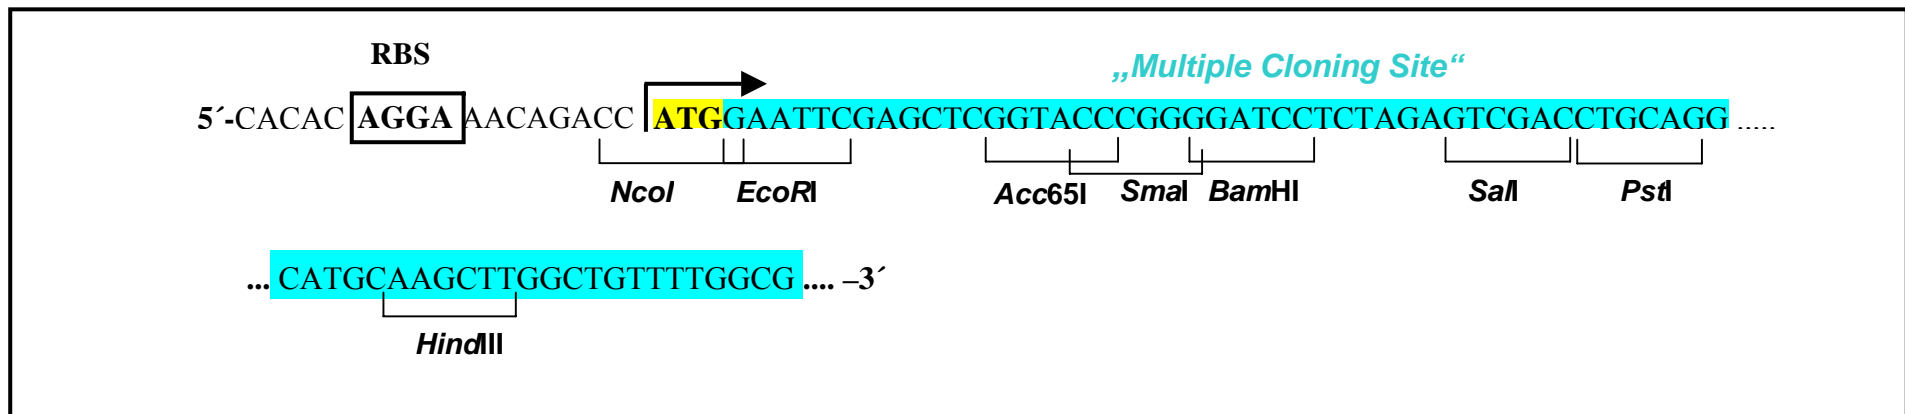 RBS
„Multiple Cloning Site“
5´-CACAC AGGA AACAGACC ATGGAATTCGAGCTCGGTACCCGGGGATCCTCTAGAGTCGACCTGCAGG .....
NcoI EcoRI Acc65I SmaI BamHI SalI PstI
... CATGCAAGCTTGGCTGTTTTGGCG .... –3´
HindIII